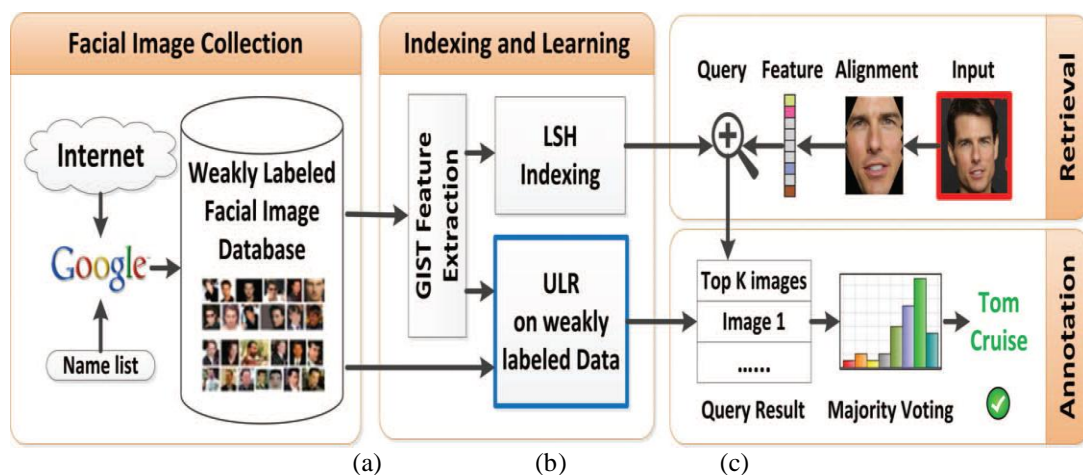 Facial Image Collection
Internet
Google
Name list
Weakly Labeled
Facial Image
Database
Indexing and Learning
GIST Feature
Extraction
LSH
Indexing
ULR
on weakly
labeled Data
Query
Feature
Alignment
Input
Retrieval
Top K images
Image 1
......
Query Result
Majority Voting
Tom
Cruise
Annotation
(a)
(b)
(c)